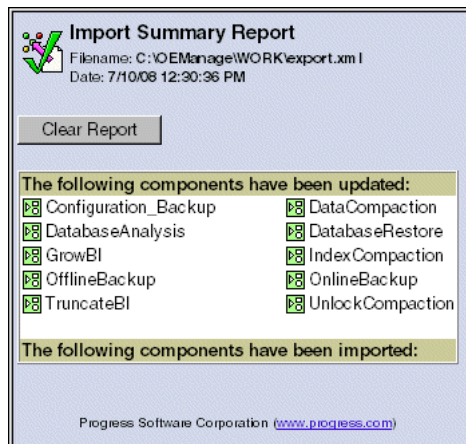 Import Summary Report
Filename: C:\OEManage\WORK\export.xml
Date: 7/10/08 12:30:36 PM
Clear Report
The following components have been updated:
Configuration_Backup DataCompaction
DatabaseAnalysis DatabaseRestore
GrowBI IndexCompaction
OfflineBackup OnlineBackup
TruncateBI UnlockCompaction
The following components have been imported:
Progress Software Corporation (www.progress.com)